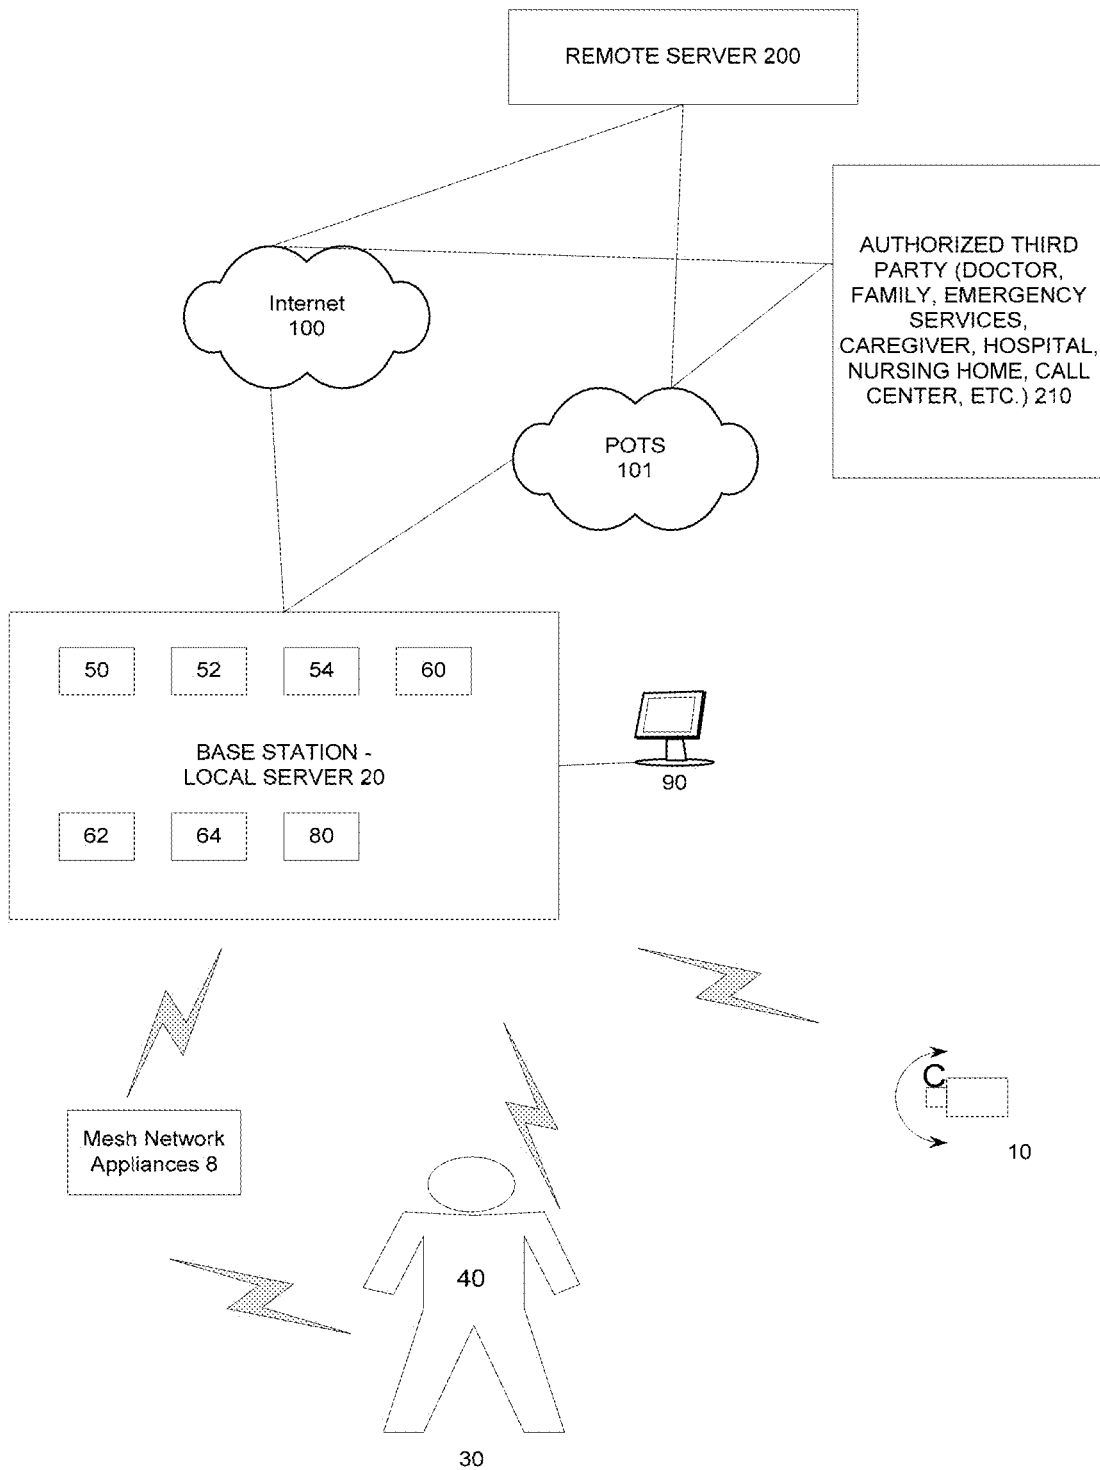 REMOTE SERVER 200
AUTHORIZED THIRD
PARTY (DOCTOR,
FAMILY, EMERGENCY
SERVICES,
CAREGIVER, HOSPITAL,
NURSING HOME, CALL
CENTER, ETC.) 210
Internet
100
POTS
101
50
52
54
60
BASE STATION -
LOCAL SERVER 20
90
62
64
80
C
10
Mesh Network
Appliances 8
40
30